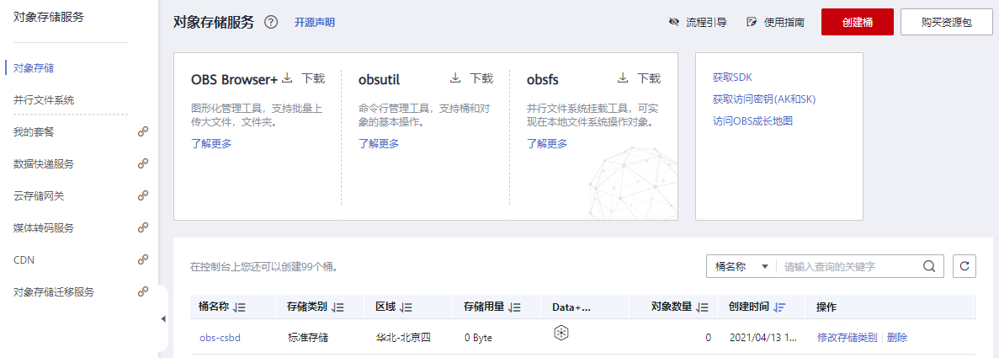 对象存储服务
对象存储
并行文件系统
我的套餐
数据快递服务
云存储网关
媒体转码服务
CDN
对象存储迁移服务
对象存储服务 ? 开源声明 流程引导 使用指南 创建桶 购买资源包
OBS Browser+ 下载
图形化管理工具，支持批量上
传大文件，文件夹。
了解更多
obsutil 下载
命令行管理工具，支持桶和对
象的基本操作。
了解更多
obsfs 下载
并行文件系统挂载工具，可实
现在本地文件系统操作对象。
了解更多
获取SDK
获取访问密钥(AK和SK)
访问OBS成长地图
在控制台上您还可以创建99个桶。 桶名称 请输入查询的关键字
桶名称 存储类别 区域 存储用量 Data+... 对象数量 创建时间 操作
obs-csbd 标准存储 华北-北京四 0 Byte 0 2021/04/13 1... 修改存储类别 删除